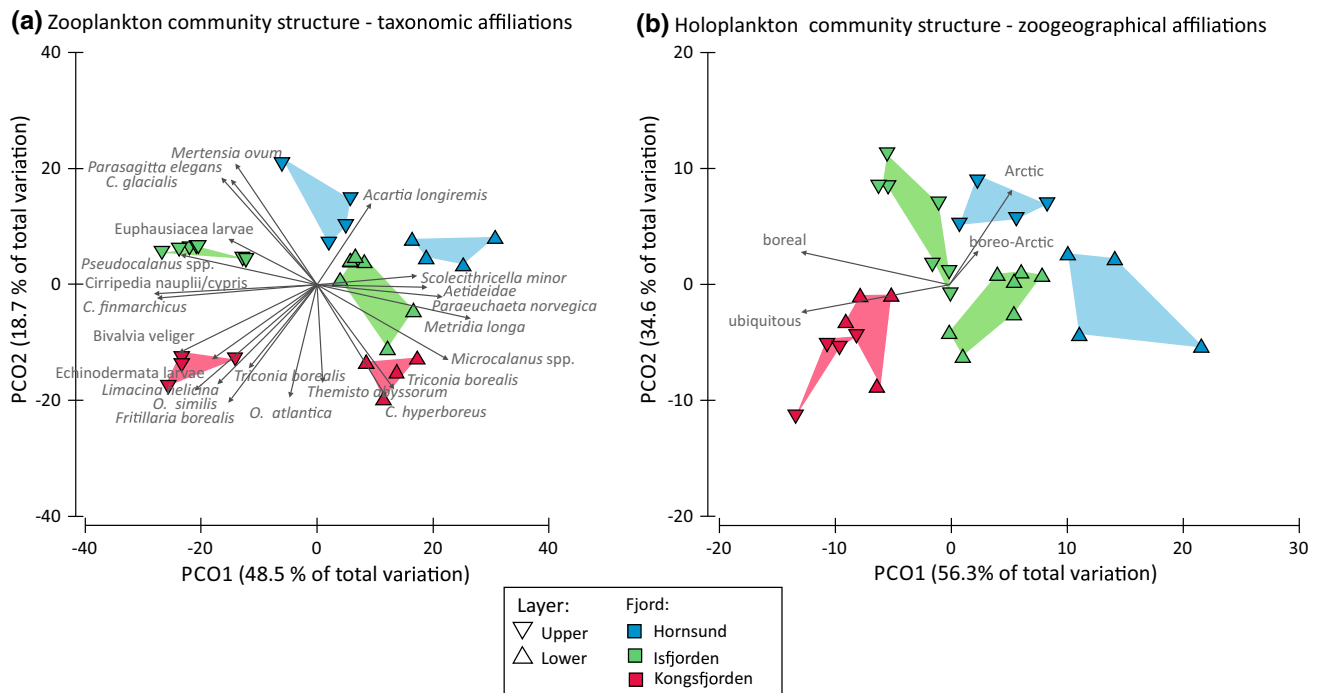 (a) Zooplankton community structure - taxonomic affiliations
40
20
0
-20
-40
-40
-20
0
20
40
PCO2 (18.7 % of total variation)
PCO1 (48.5 % of total variation)
Mertensia ovum
Parasagitta elegans
C. glacialis
Acartia longiremis
Euphausiacea larvae
Pseudocalanus spp.
Cirripedia nauplii/cypris
C. finmarchicus
Scolecithricella minor
Aetideidae
Paraeuchaeta norvegica
Metridia longa
Bivalvia veliger
Microcalanus spp.
Echinodermata larvae
Triconia borealis
Triconia borealis
Limacina helicina
Themisto abyssorum
O. similis
O. atlantica
C. hyperboreus
Fritillaria borealis
(b) Holoplankton community structure - zoogeographical affiliations
20
10
0
-10
-20
-20
-10
0
10
20
30
PCO2 (34.6 % of total variation)
PCO1 (56.3% of total variation)
Arctic
boreal
boreo-Arctic
ubiquitous
Layer:
Upper
Lower
Fjord:
Hornsund
Isfjorden
Kongsfjorden